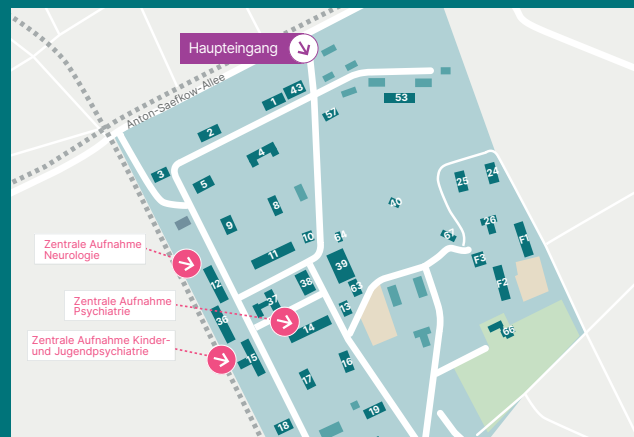 Haupteingang
Anton-Saefkow-Allee
43
1
53
57
2
4
3
5
24
25
8
40
9
26
10
64
67
F1
11
F3
39
12
38
F2
63
37
13
36
14
66
15
16
17
19
18
Zentrale Aufnahme
Neurologie
Zentrale Aufnahme
Psychiatrie
Zentrale Aufnahme Kinder-
und Jugendpsychiatrie